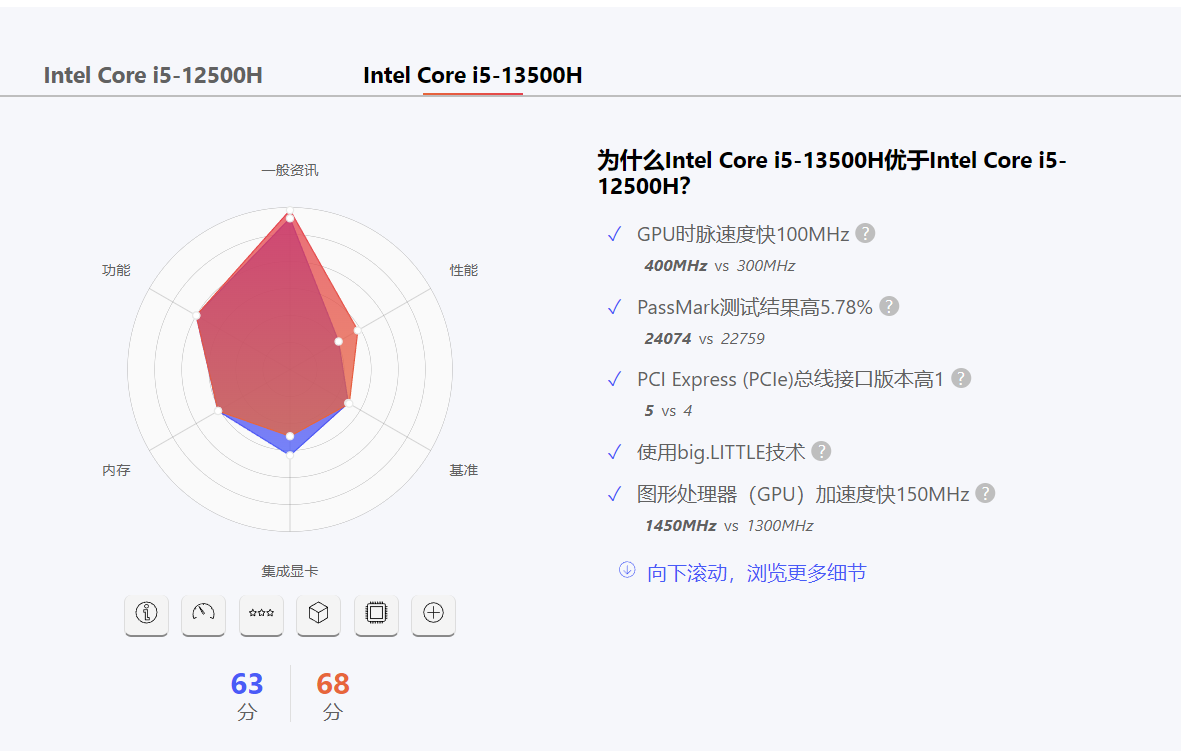 Intel Core i5-12500H
Intel Core i5-13500H
一般资讯
功能
性能
内存
基准
集成显卡
63
分
68
分
为什么Intel Core i5-13500H优于Intel Core i5-
12500H?
GPU时脉速度快100MHz ?
400MHz vs 300MHz
PassMark测试结果高5.78% ?
24074 vs 22759
PCI Express (PCIe)总线接口版本高1 ?
5 vs 4
使用big.LITTLE技术 ?
图形处理器（GPU）加速度快150MHz ?
1450MHz vs 1300MHz
向下滚动，浏览更多细节